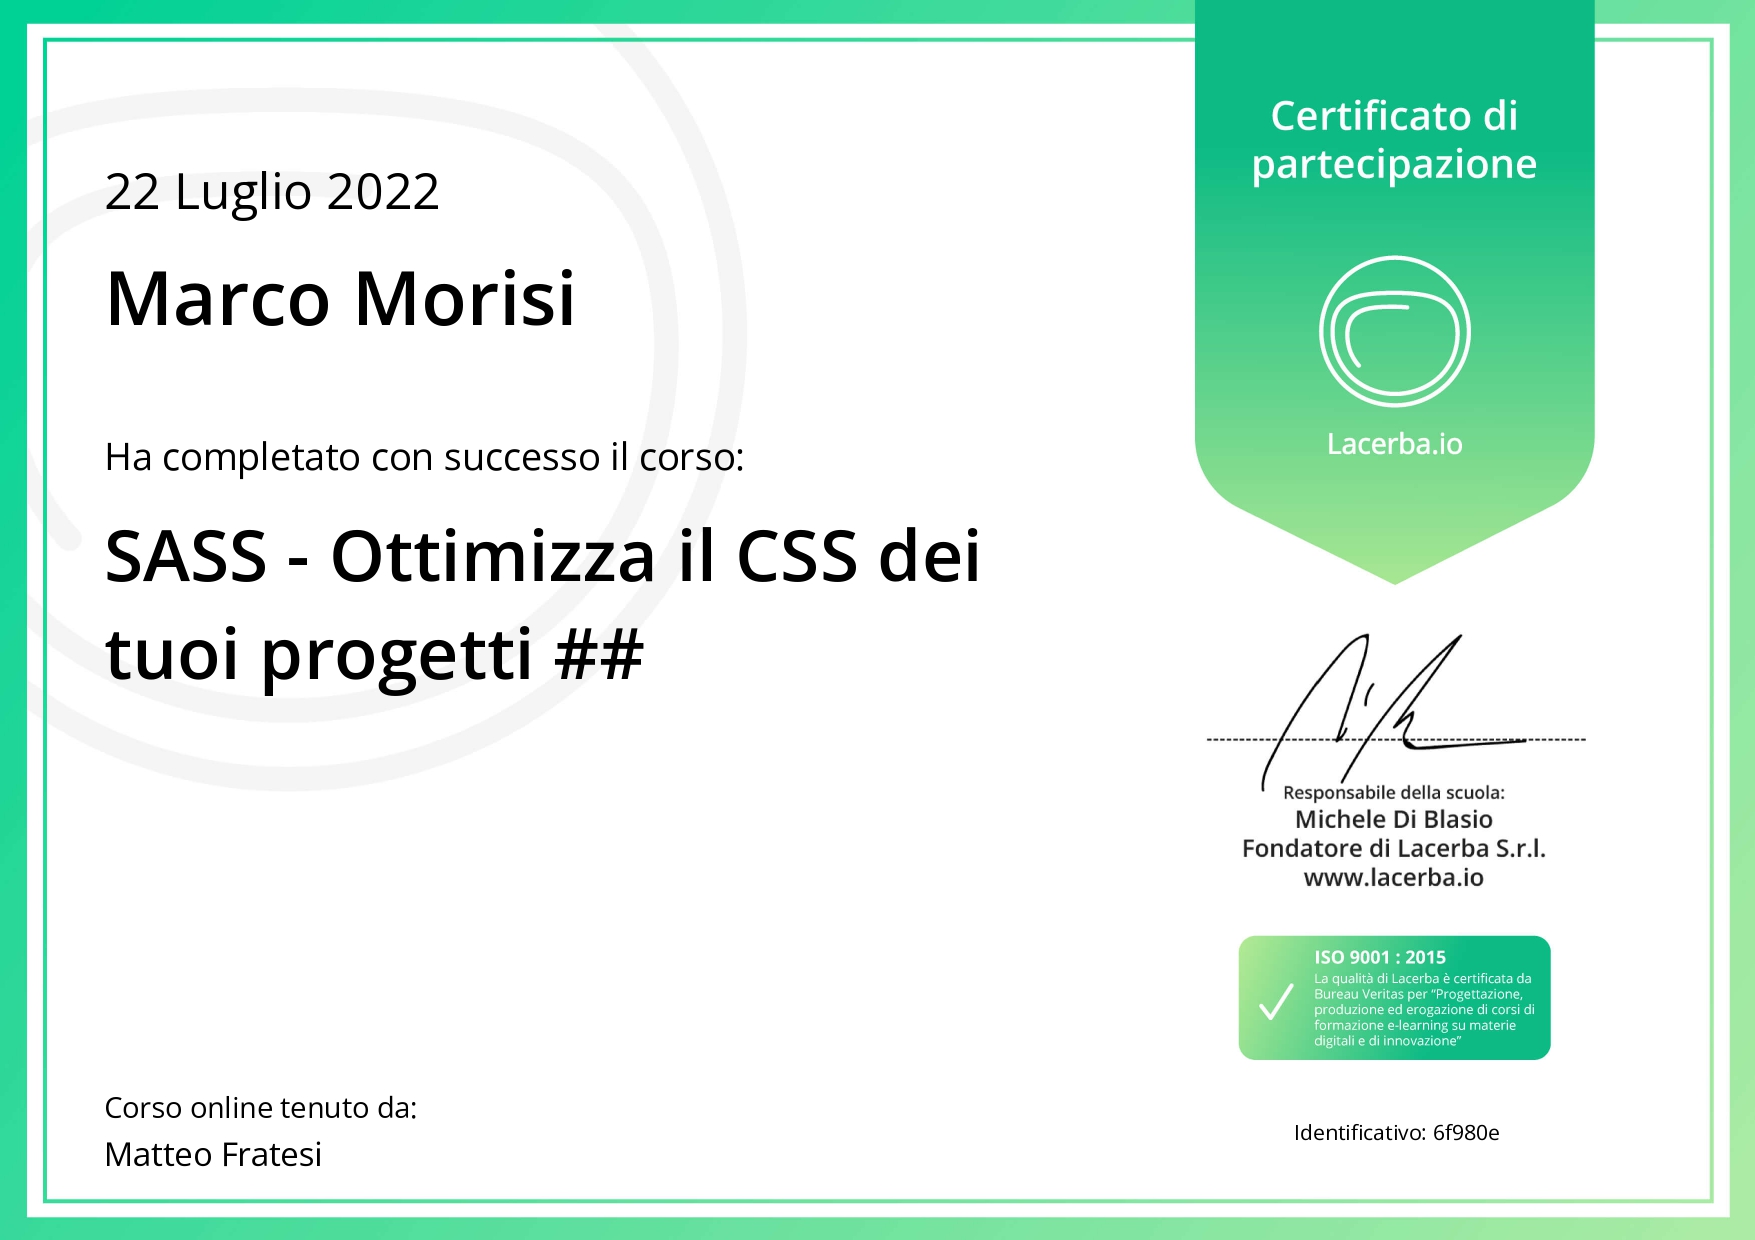 22 Luglio 2022
Marco Morisi
Ha completato con successo il corso:
SASS - Ottimizza il CSS dei
tuoi progetti ##
Corso online tenuto da:
Matteo Fratesi
Certificato di
partecipazione
Lacerba.io
Responsabile della scuola:
Michele Di Blasio
Fondatore di Lacerba S.r.l.
www.lacerba.io
ISO 9001 : 2015
La qualità di Lacerba è certificata da
Bureau Veritas per “Progettazione,
produzione ed erogazione di corsi di
formazione e-learning su materie
digitali e di innovazione”
Identificativo: 6f980e